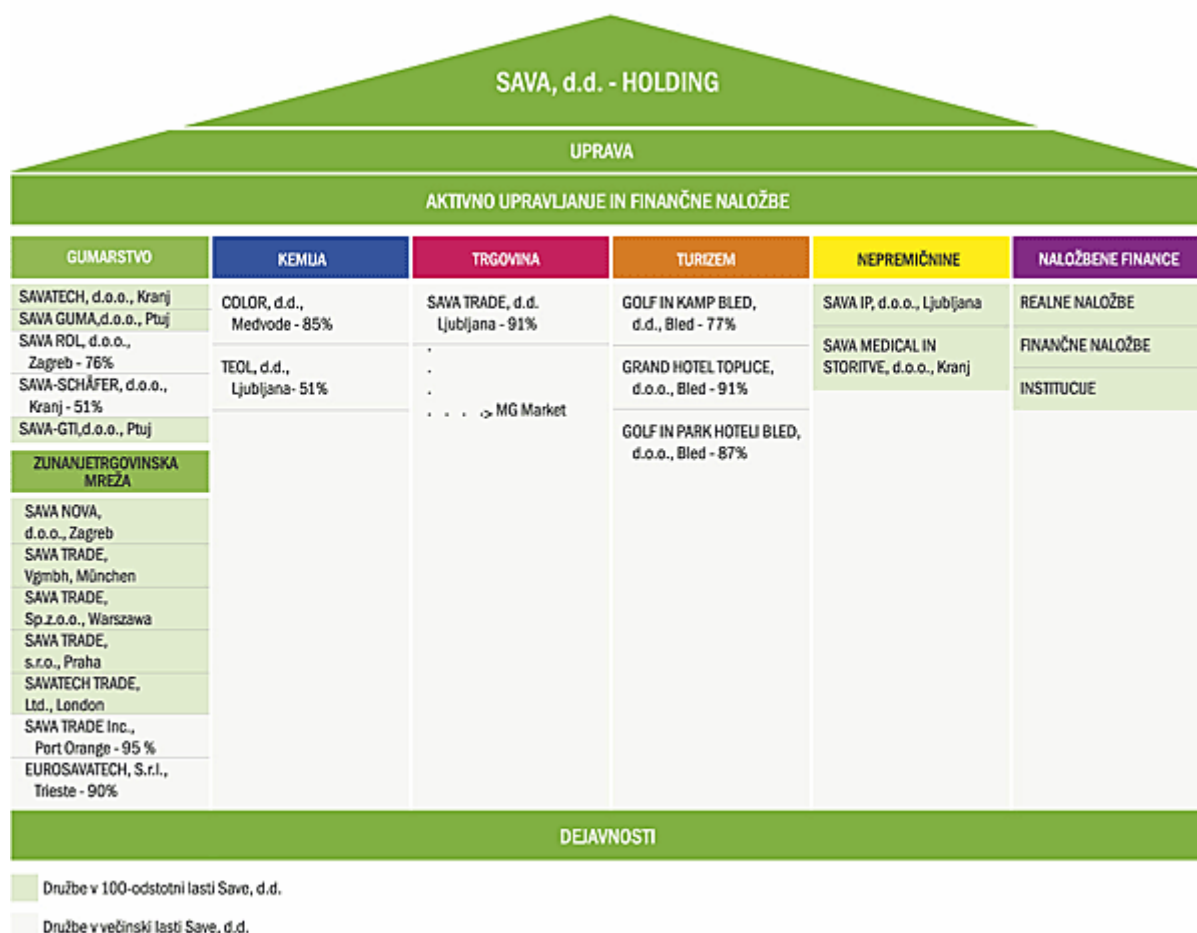 SAVA, d.d. - HOLDING
UPRAVA
AKTIVNO UPRAVLJANJE IN FINANČNE NALOŽBE
GUMARSTVO
SAVATECH, d.o.o., Kranj
SAVA GUMA,d.o.o., Ptuj
SAVA ROL, d.o.o.,
Zagreb - 76%
SAVA-SCHÄFER, d.o.o.,
Kranj - 51%
SAVA-GTI,d.o.o., Ptuj
ZUNANJETRGOVINSKA
MREŽA
SAVA NOVA,
d.o.o., Zagreb
SAVA TRADE,
Vgmbh, München
SAVA TRADE,
Sp.z.o.o., Warszawa
SAVA TRADE,
s.r.o., Praha
SAVATECH TRADE,
Ltd., London
SAVA TRADE Inc.,
Port Orange - 95 %
EUROSAVATECH, S.r.l.,
Trieste - 90%
KEMIJA
COLOR, d.d.,
Medvode - 85%
TEOL, d.d.,
Ljubljana- 51%
TRGOVINA
SAVA TRADE, d.d.
Ljubljana - 91%
MG Market
TURIZEM
GOLF IN KAMP BLED,
d.d., Bled - 77%
GRAND HOTEL TOPLICE,
d.o.o., Bled - 91%
GOLF IN PARK HOTELI BLED,
d.o.o., Bled - 87%
NEPREMIČNINE
SAVA IP, d.o.o., Ljubljana
SAVA MEDICAL IN
STORITVE, d.o.o., Kranj
NALOŽBENE FINANCE
REALNE NALOŽBE
FINANČNE NALOŽBE
INSTITUCIJE
DEJAVNOSTI
Družbe v 100-odstotni lasti Save, d.d.
Družbe v večinski lasti Save, d.d.